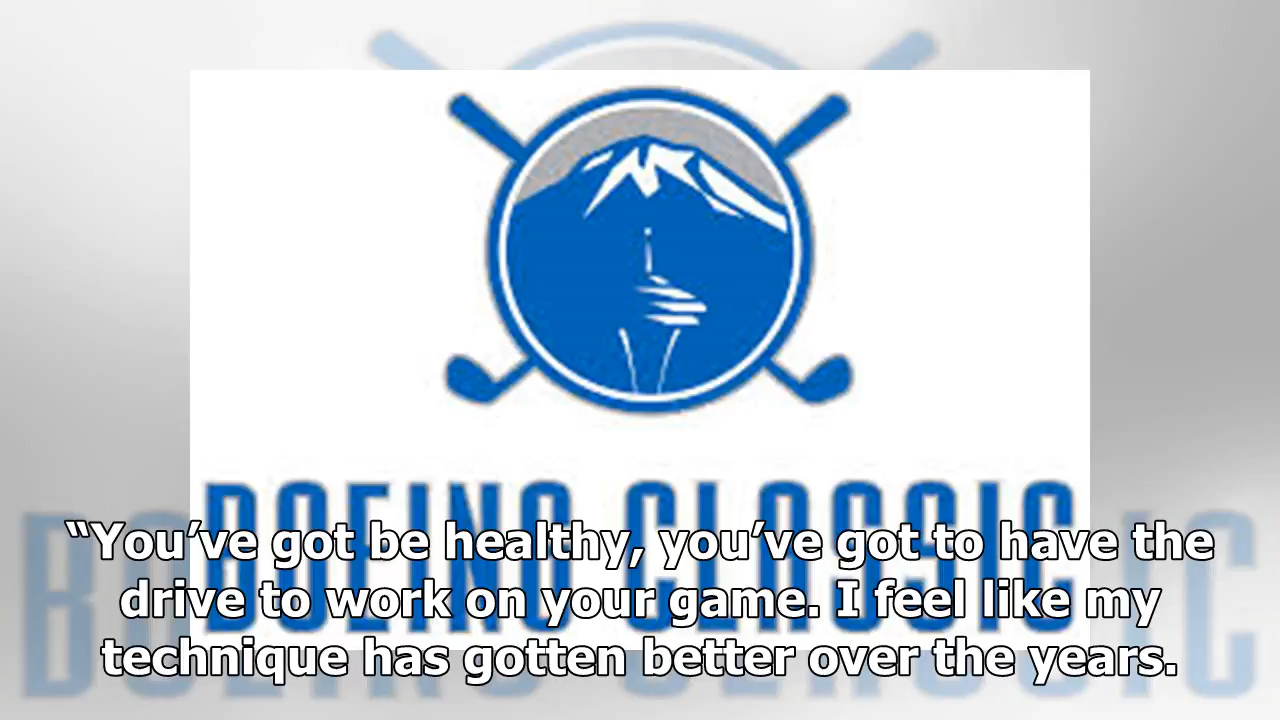 BOEING CLASSIC
“You’ve got be healthy, you’ve got to have the
drive to work on your game. I feel like my
technique has gotten better over the years.